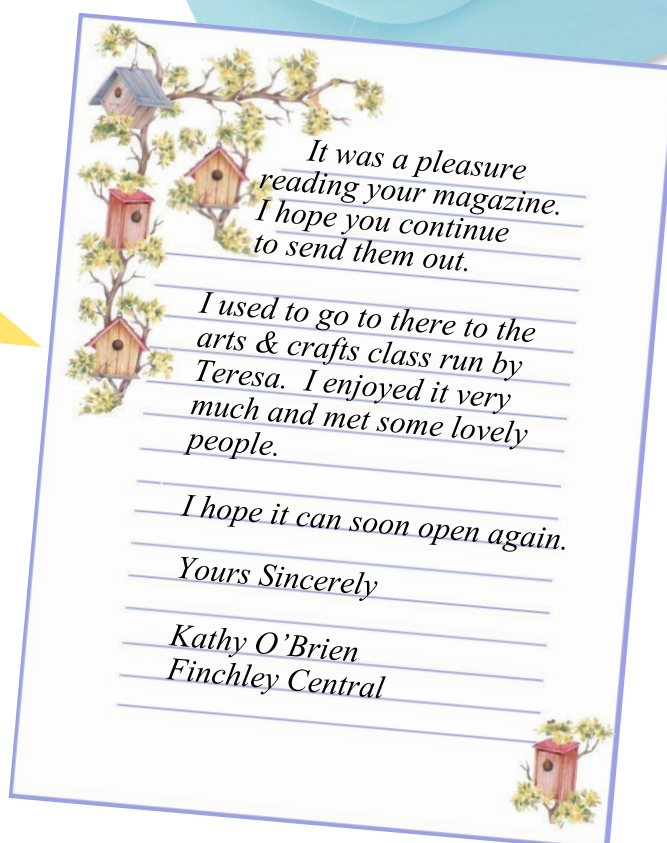 It was a pleasure
reading your magazine.
I hope you continue
to send them out.
I used to go to there to the
arts & crafts class run by
Teresa.  I enjoyed it very
much and met some lovely
people.
I hope it can soon open again.
Yours Sincerely
Kathy O’Brien
Finchley Central